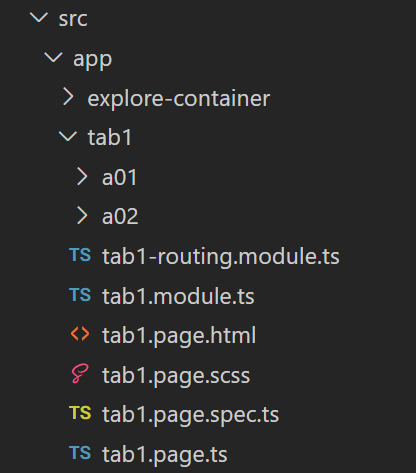 src
app
explore-container
tab1
a01
a02
TS tab1-routing.module.ts
TS tab1.module.ts
<> tab1.page.html
tab1.page.scss
TS tab1.page.spec.ts
TS tab1.page.ts